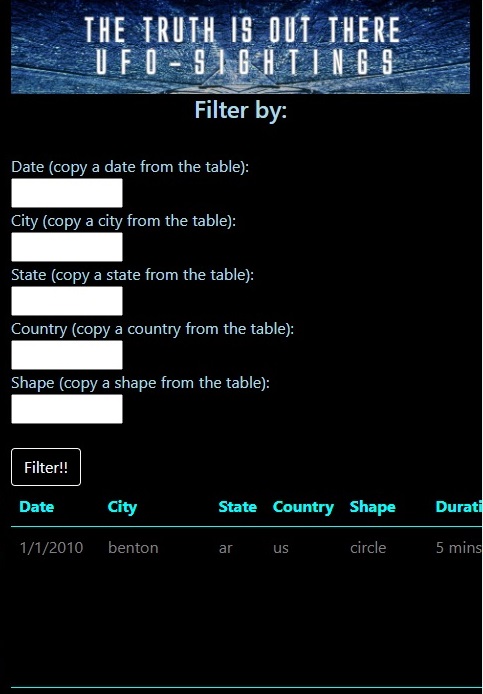 THE TRUTH IS OUT THERE
UFO-SIGHTINGS
Filter by:
Date (copy a date from the table):
City (copy a city from the table):
State (copy a state from the table):
Country (copy a country from the table):
Shape (copy a shape from the table):
Filter!!
Date City State Country Shape Durati
1/1/2010 benton ar us circle 5 mins